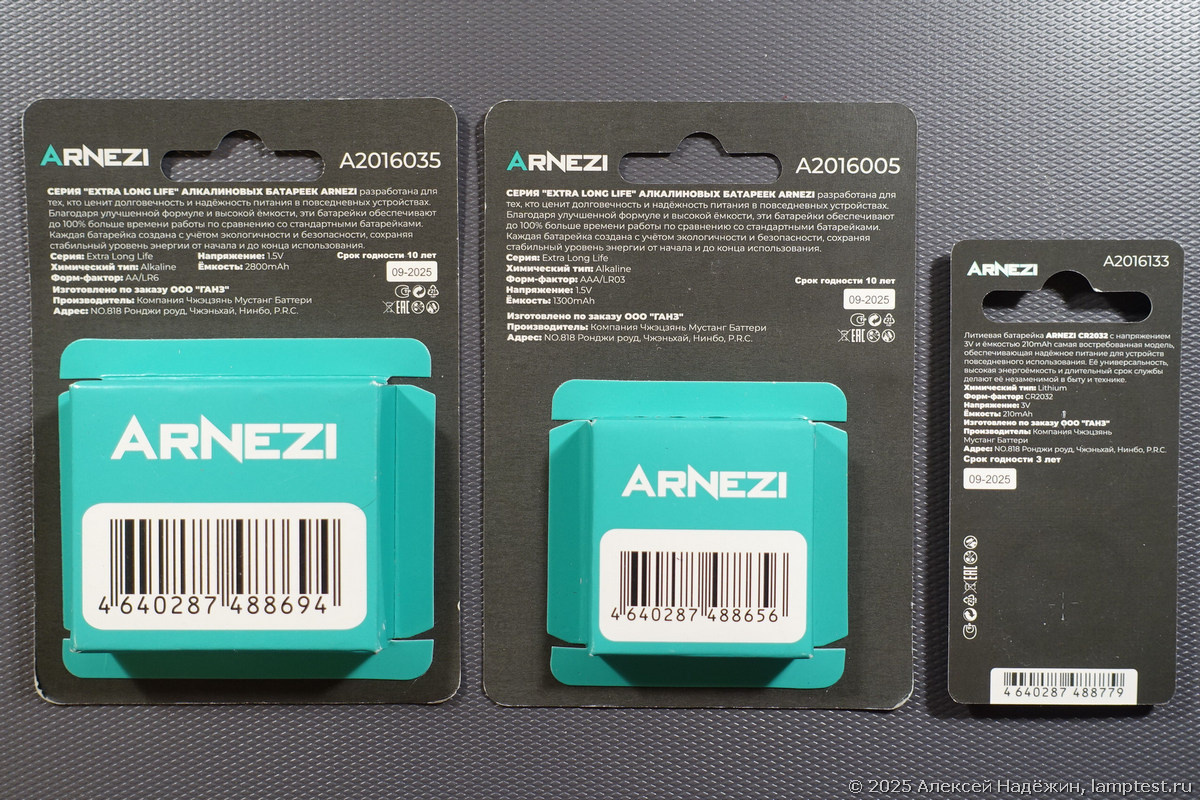 ARNEZI
A2016035
СЕРИЯ "EXTRA LONG LIFE" АЛКАЛИНОВЫХ БАТАРЕЕК ARNEZI разработана для
тех, кто ценит долговечность и надёжность питания в повседневных устройствах.
Благодаря улучшенной формуле и высокой ёмкости, эти батарейки обеспечивают
до 100% больше времени работы по сравнению со стандартными батарейками.
Каждая батарейка создана с учётом экологичности и безопасности, сохраняя
стабильный уровень энергии от начала и до конца использования.
Серия: Extra Long Life Напряжение: 1.5V Срок годности 10 лет
Химический тип: Alkaline Ёмкость: 2800mAh
09-2025
Форм-фактор: AA/LR6
Изготовлено по заказу ООО "ГАНЗ"
Производитель: Компания Чжэцзянь Мустанг Баттери
Адрес: NO.818 Ронджи роуд, Чжэньхай, Нинбо, P.R.C.
EAC
ARNEZI
4 640287 488694
ARNEZI
A2016005
СЕРИЯ "EXTRA LONG LIFE" АЛКАЛИНОВЫХ БАТАРЕЕК ARNEZI разработана для
тех, кто ценит долговечность и надёжность питания в повседневных устройствах.
Благодаря улучшенной формуле и высокой ёмкости, эти батарейки обеспечивают
до 100% больше времени работы по сравнению со стандартными батарейками.
Каждая батарейка создана с учётом экологичности и безопасности, сохраняя
стабильный уровень энергии от начала и до конца использования.
Серия: Extra Long Life
Химический тип: Alkaline
Форм-фактор: AAA/LR03
Срок годности 10 лет
Напряжение: 1.5V
Ёмкость: 1300mAh
09-2025
Изготовлено по заказу ООО "ГАНЗ"
Производитель: Компания Чжэцзянь Мустанг Баттери
Адрес: NO.818 Ронджи роуд, Чжэньхай, Нинбо, P.R.C.
EAC
ARNEZI
4 640287 488656
ARNEZI
A2016133
Литиевая батарейка ARNEZI CR2032 с напряжением
3V и ёмкостью 210mAh самая востребованная модель,
обеспечивающая надёжное питание для устройств
повседневного использования. Её универсальность,
высокая энергоёмкость и длительный срок службы
делают её незаменимой в быту и технике.
Химический тип: Lithium
Форм-фактор: CR2032
Напряжение: 3V
Ёмкость: 210mAh
Изготовлено по заказу ООО "ГАНЗ"
Производитель: Компания Чжэцзянь
Мустанг Баттери
Адрес: NO.818 Ронджи роуд, Чжэньхай, Нинбо, P.R.C.
Срок годности 3 лет
09-2025
EAC
4 640287 488779
© 2025 Алексей Надёжин, lamptest.ru